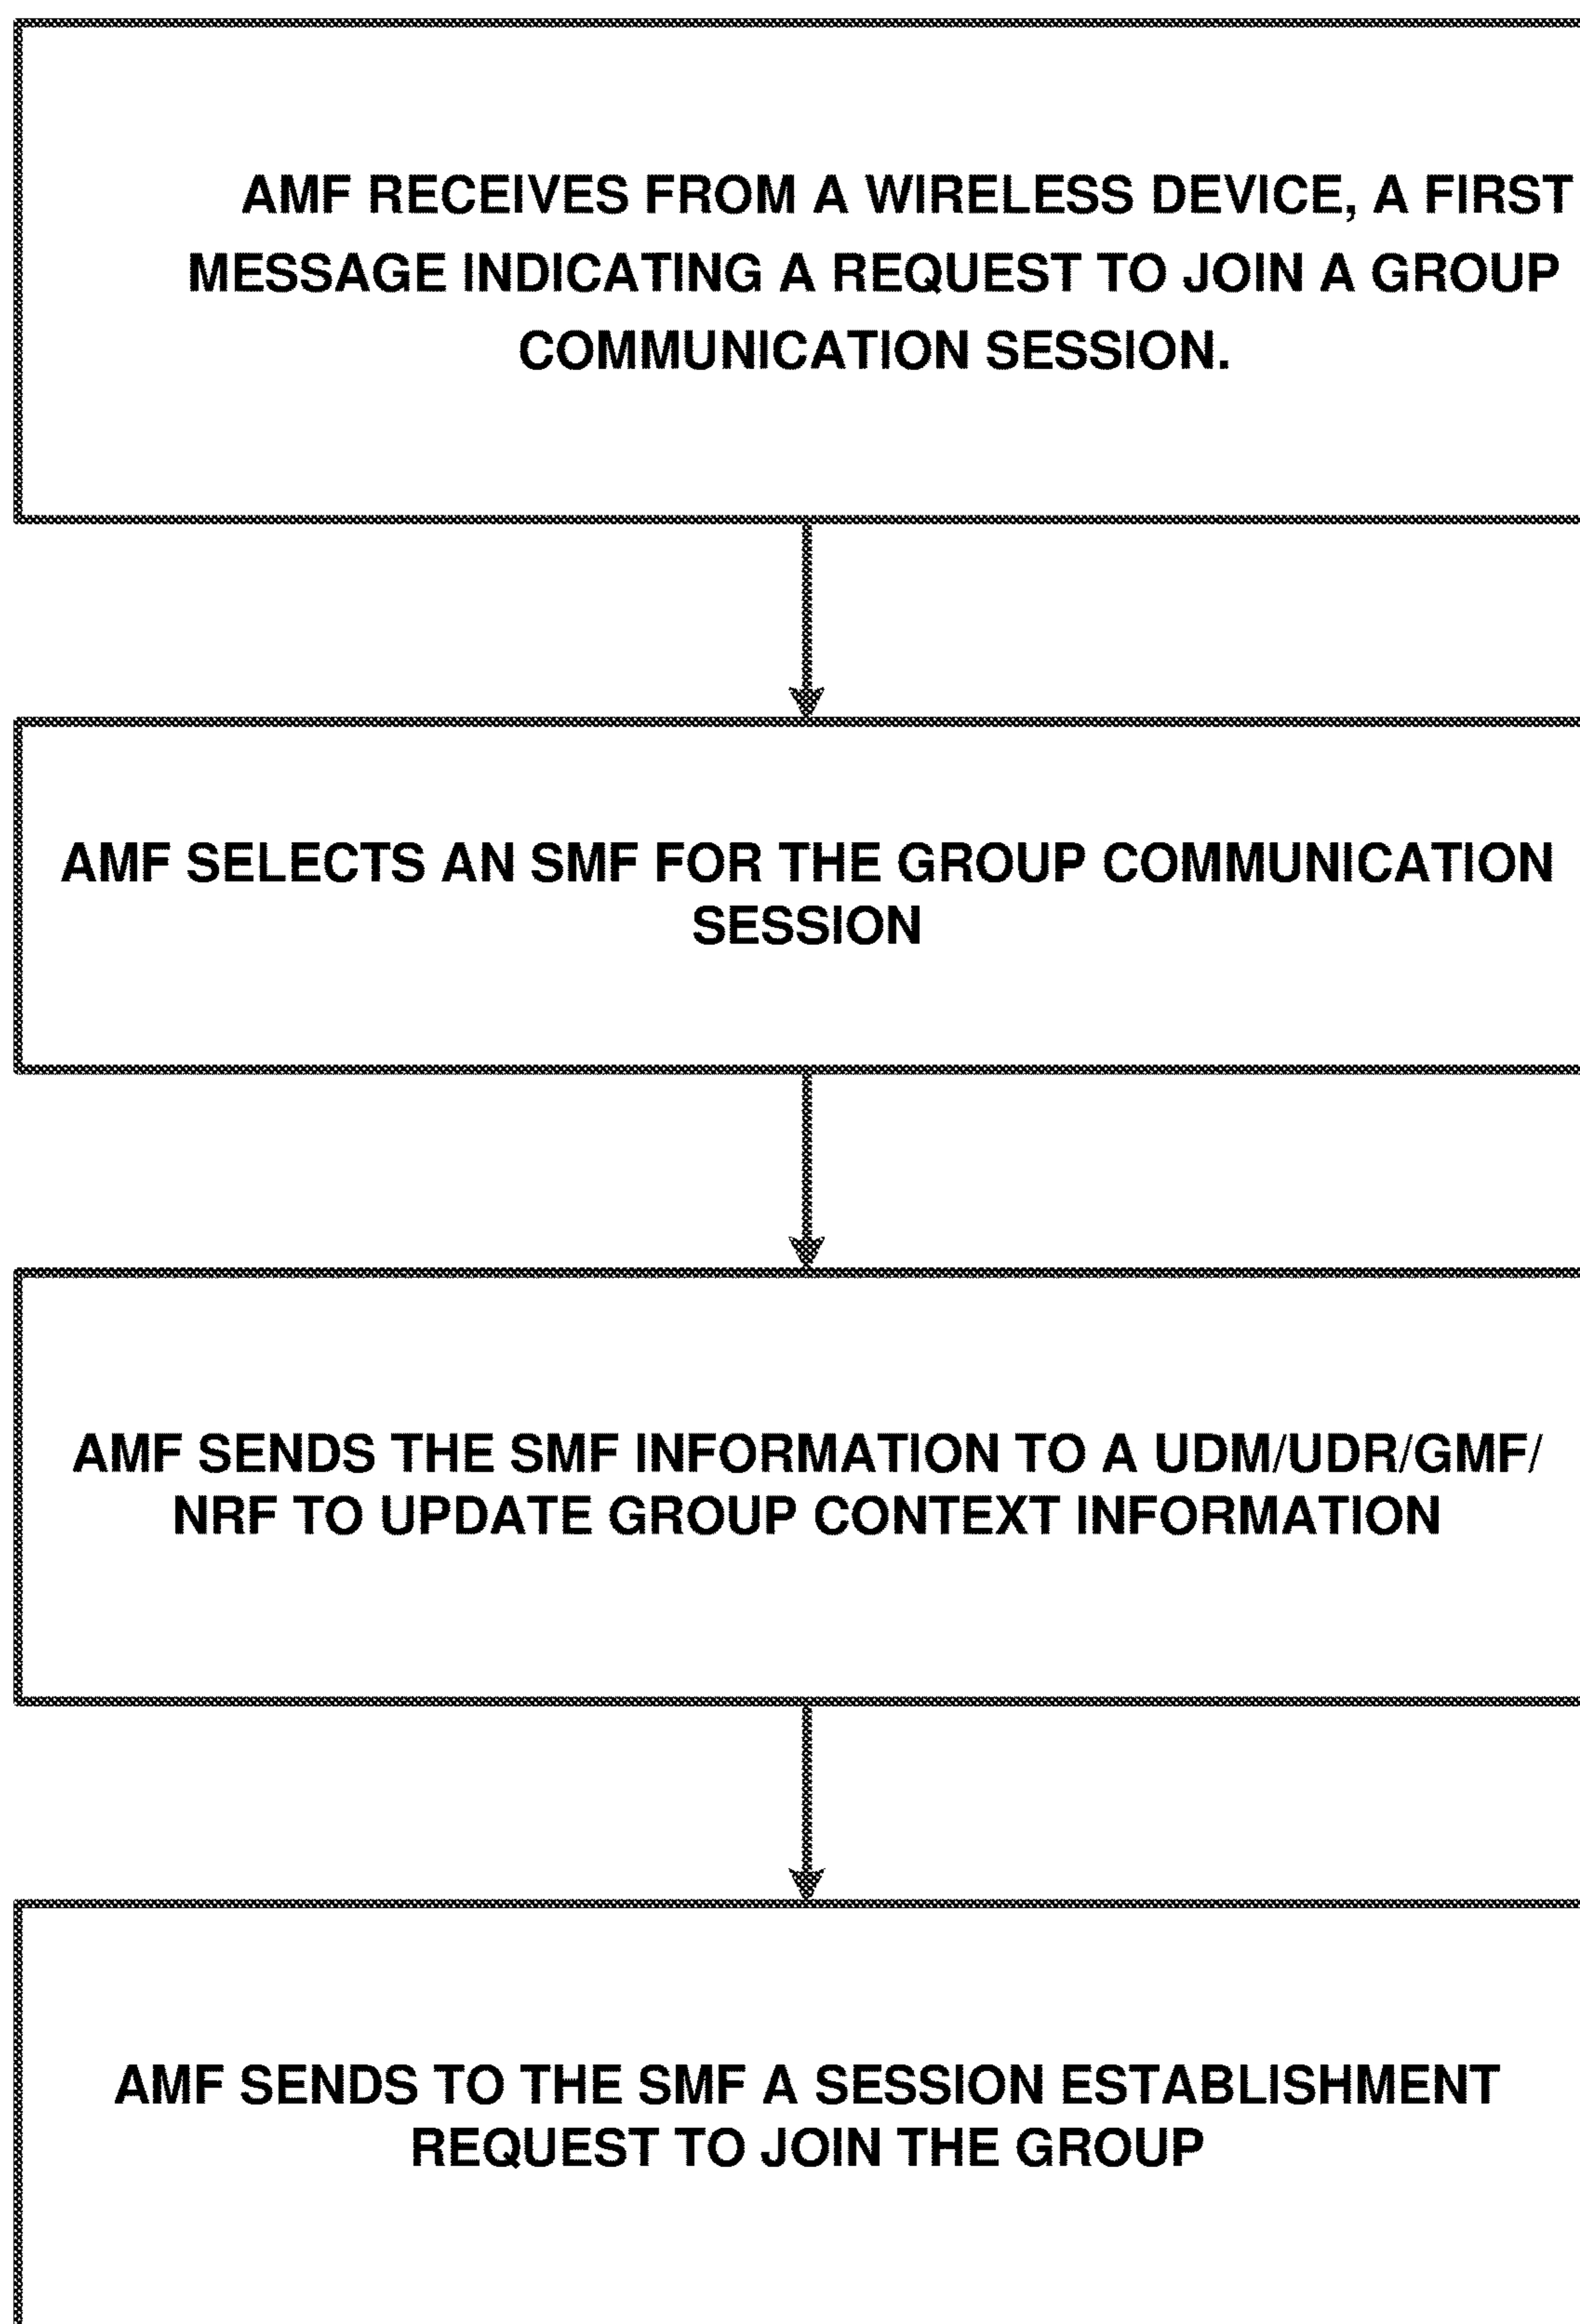 AMF RECEIVES FROM A WIRELESS DEVICE, A FIRST
MESSAGE INDICATING A REQUEST TO JOIN A GROUP
COMMUNICATION SESSION.
AMF SELECTS AN SMF FOR THE GROUP COMMUNICATION
SESSION
AMF SENDS THE SMF INFORMATION TO A UDM/UDR/GMF/
NRF TO UPDATE GROUP CONTEXT INFORMATION
AMF SENDS TO THE SMF A SESSION ESTABLISHMENT
REQUEST TO JOIN THE GROUP